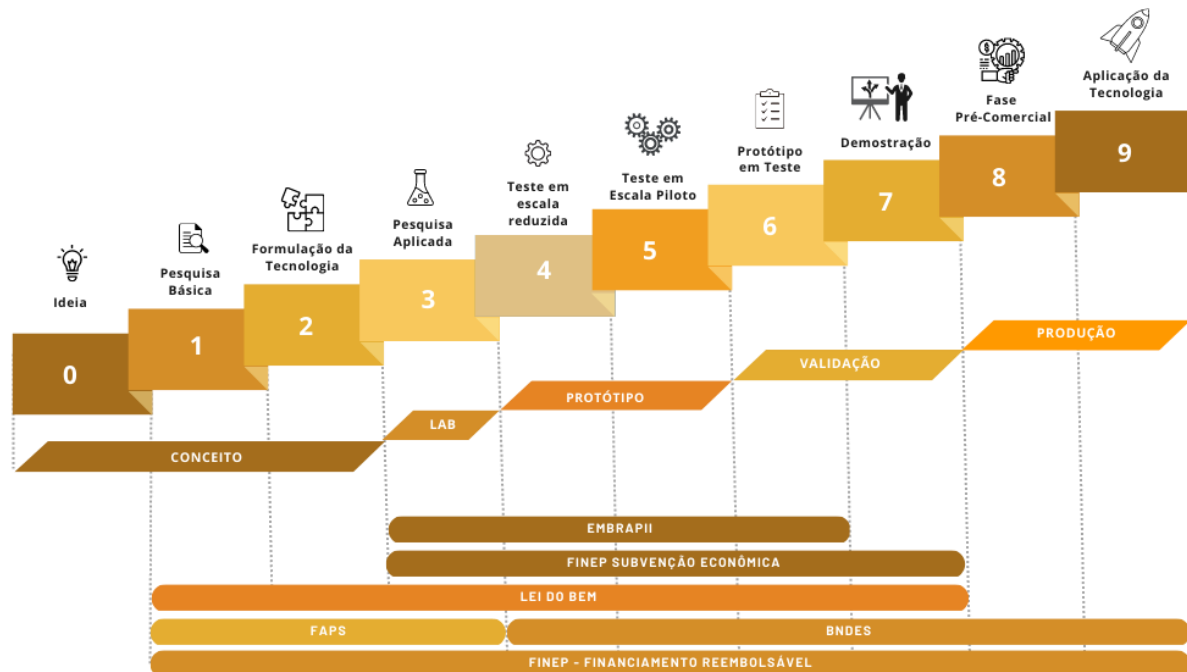 Ideia
0
Pesquisa
Básica
1
Formulação da
Tecnologia
2
Pesquisa
Aplicada
3
Teste em
escala
reduzida
4
Teste em
Escala Piloto
5
Protótipo
em Teste
6
Demostração
7
Fase
Pré-Comercial
8
Aplicação da
Tecnologia
9
CONCEITO
LAB
PROTÓTIPO
VALIDAÇÃO
PRODUÇÃO
EMBRAPII
FINEP SUBVENÇÃO ECONÔMICA
LEI DO BEM
FAPS
BNDES
FINEP - FINANCIAMENTO REEMBOLSÁVEL